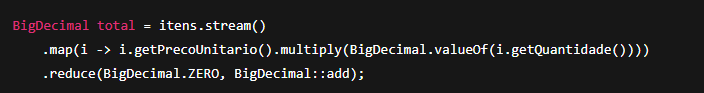 BigDecimal total = itens.stream()
    .map(i -> i.getPrecoUnitario().multiply(BigDecimal.valueOf(i.getQuantidade())))
    .reduce(BigDecimal.ZERO, BigDecimal::add);